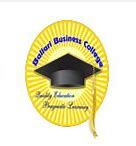 Ballari Business College
Quality Education
Pragmatic Learning